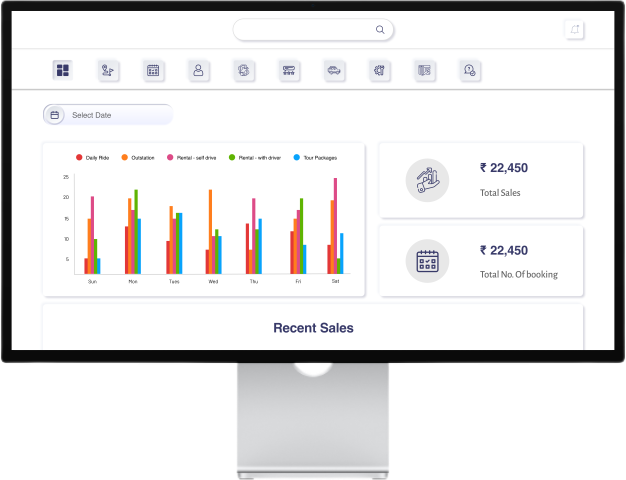 Select Date
Daily Ride Outstation Rental - self drive Rental - with driver Tour Packages
25
20
15
10
5
Sun Mon Tues Wed Thu Fri Sat
₹ 22,450
Total Sales
₹ 22,450
Total No. Of booking
Recent Sales